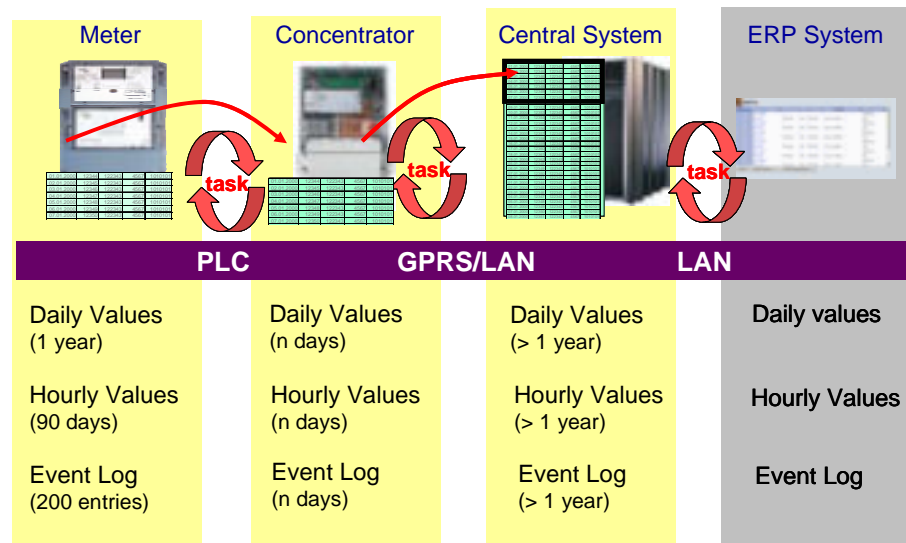 Meter
Concentrator
Central System
ERP System
task
task
task
PLC
GPRS/LAN
LAN
Daily Values
(1 year)
Daily Values
(n days)
Daily Values
(> 1 year)
Daily values
Hourly Values
(90 days)
Hourly Values
(n days)
Hourly Values
(> 1 year)
Hourly Values
Event Log
(200 entries)
Event Log
(n days)
Event Log
(> 1 year)
Event Log